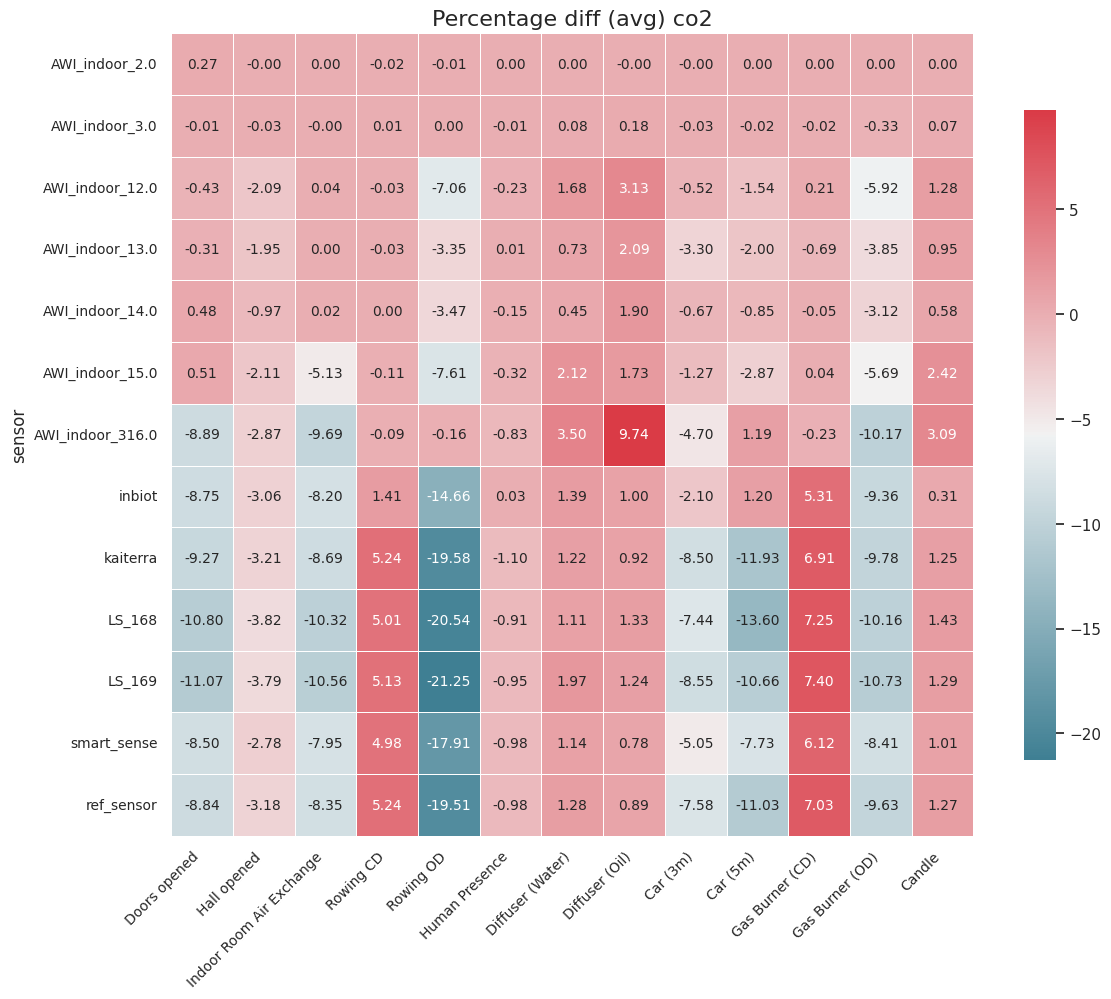 Percentage diff (avg) co2
sensor
AWI_indoor_2.0 0.27 -0.00 0.00 -0.02 -0.01 0.00 0.00 -0.00 -0.00 0.00 0.00 0.00 0.00
AWI_indoor_3.0 -0.01 -0.03 -0.00 0.01 0.00 -0.01 0.08 0.18 -0.03 -0.02 -0.02 -0.33 0.07
AWI_indoor_12.0 -0.43 -2.09 0.04 -0.03 -7.06 -0.23 1.68 3.13 -0.52 -1.54 0.21 -5.92 1.28
AWI_indoor_13.0 -0.31 -1.95 0.00 -0.03 -3.35 0.01 0.73 2.09 -3.30 -2.00 -0.69 -3.85 0.95
AWI_indoor_14.0 0.48 -0.97 0.02 0.00 -3.47 -0.15 0.45 1.90 -0.67 -0.85 -0.05 -3.12 0.58
AWI_indoor_15.0 0.51 -2.11 -5.13 -0.11 -7.61 -0.32 2.12 1.73 -1.27 -2.87 0.04 -5.69 2.42
AWI_indoor_316.0 -8.89 -2.87 -9.69 -0.09 -0.16 -0.83 3.50 9.74 -4.70 1.19 -0.23 -10.17 3.09
inbiot -8.75 -3.06 -8.20 1.41 -14.66 0.03 1.39 1.00 -2.10 1.20 5.31 -9.36 0.31
kaiterra -9.27 -3.21 -8.69 5.24 -19.58 -1.10 1.22 0.92 -8.50 -11.93 6.91 -9.78 1.25
LS_168 -10.80 -3.82 -10.32 5.01 -20.54 -0.91 1.11 1.33 -7.44 -13.60 7.25 -10.16 1.43
LS_169 -11.07 -3.79 -10.56 5.13 -21.25 -0.95 1.97 1.24 -8.55 -10.66 7.40 -10.73 1.29
smart_sense -8.50 -2.78 -7.95 4.98 -17.91 -0.98 1.14 0.78 -5.05 -7.73 6.12 -8.41 1.01
ref_sensor -8.84 -3.18 -8.35 5.24 -19.51 -0.98 1.28 0.89 -7.58 -11.03 7.03 -9.63 1.27
Doors opened
Hall opened
Indoor Room Air Exchange
Rowing CD
Rowing OD
Human Presence
Diffuser (Water)
Diffuser (Oil)
Car (3m)
Car (5m)
Gas Burner (CD)
Gas Burner (OD)
Candle
5
0
−5
−10
−15
−20